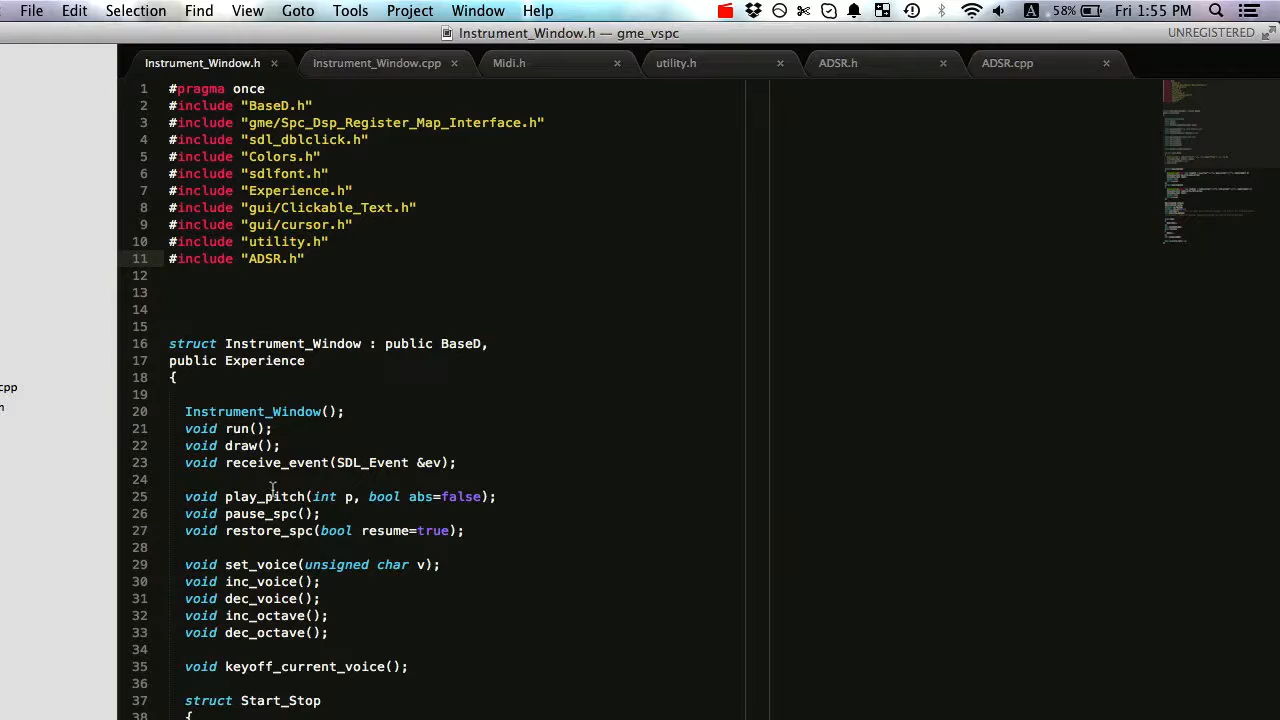 File Edit Selection Find View Goto Tools Project Window Help 58% Fri 1:55 PM
Instrument_Window.h — gme_vspc UNREGISTERED
Instrument_Window.h Instrument_Window.cpp Midi.h utility.h ADSR.h ADSR.cpp
1 #pragma once
2 #include "BaseD.h"
3 #include "gme/Spc_Dsp_Register_Map_Interface.h"
4 #include "sdl_dblclick.h"
5 #include "Colors.h"
6 #include "sdlfont.h"
7 #include "Experience.h"
8 #include "gui/Clickable_Text.h"
9 #include "gui/cursor.h"
10 #include "utility.h"
11 #include "ADSR.h"
12
13
14
15
16 struct Instrument_Window : public BaseD,
17 public Experience
18 {
19
cpp
20 Instrument_Window();
h
21 void run();
22 void draw();
23 void receive_event(SDL_Event &ev);
24
25 void play_pitch(int p, bool abs=false);
26 void pause_spc();
27 void restore_spc(bool resume=true);
28
29 void set_voice(unsigned char v);
30 void inc_voice();
31 void dec_voice();
32 void inc_octave();
33 void dec_octave();
34
35 void keyoff_current_voice();
36
37 struct Start_Stop
38 {